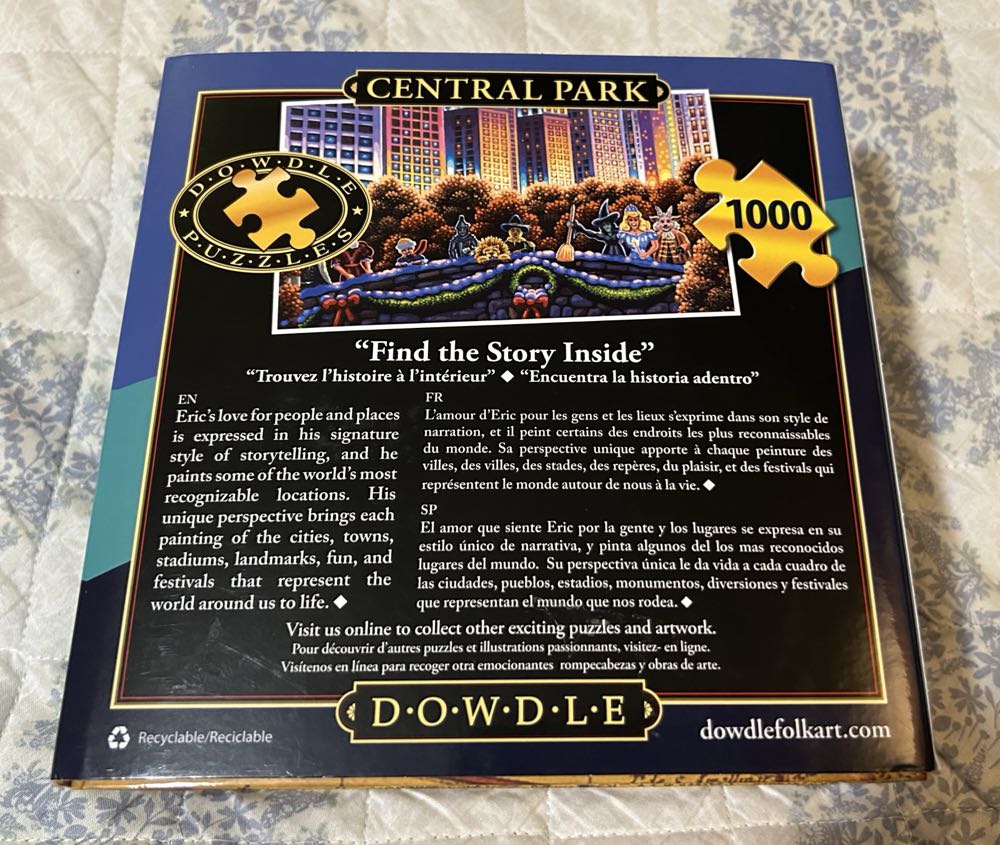 CENTRAL PARK
D·O·W·D·L·E
P·U·Z·Z·L·E·S
1000
“Find the Story Inside”
“Trouvez l’histoire à l’intérieur” ◆ “Encuentra la historia adentro”
EN
Eric’s love for people and places
is expressed in his signature
style of storytelling, and he
paints some of the world’s most
recognizable locations. His
unique perspective brings each
painting of the cities, towns,
stadiums, landmarks, fun, and
festivals that represent the
world around us to life. ◆
FR
L’amour d’Eric pour les gens et les lieux s’exprime dans son style de
narration, et il peint certains des endroits les plus reconnaissables
du monde. Sa perspective unique apporte à chaque peinture des
villes, des villes, des stades, des repères, du plaisir, et des festivals qui
représentent le monde autour de nous à la vie. ◆
SP
El amor que siente Eric por la gente y los lugares se expresa en su
estilo único de narrativa, y pinta algunos del los mas reconocidos
lugares del mundo. Su perspectiva única le da vida a cada cuadro de
las ciudades, pueblos, estadios, monumentos, diversiones y festivales
que representan el mundo que nos rodea. ◆
Visit us online to collect other exciting puzzles and artwork.
Pour découvrir d’autres puzzles et illustrations passionnants, visitez- en ligne.
Visítenos en línea para recoger otra emocionantes rompecabezas y obras de arte.
D·O·W·D·L·E
Recyclable/Reciclable
dowdlefolkart.com